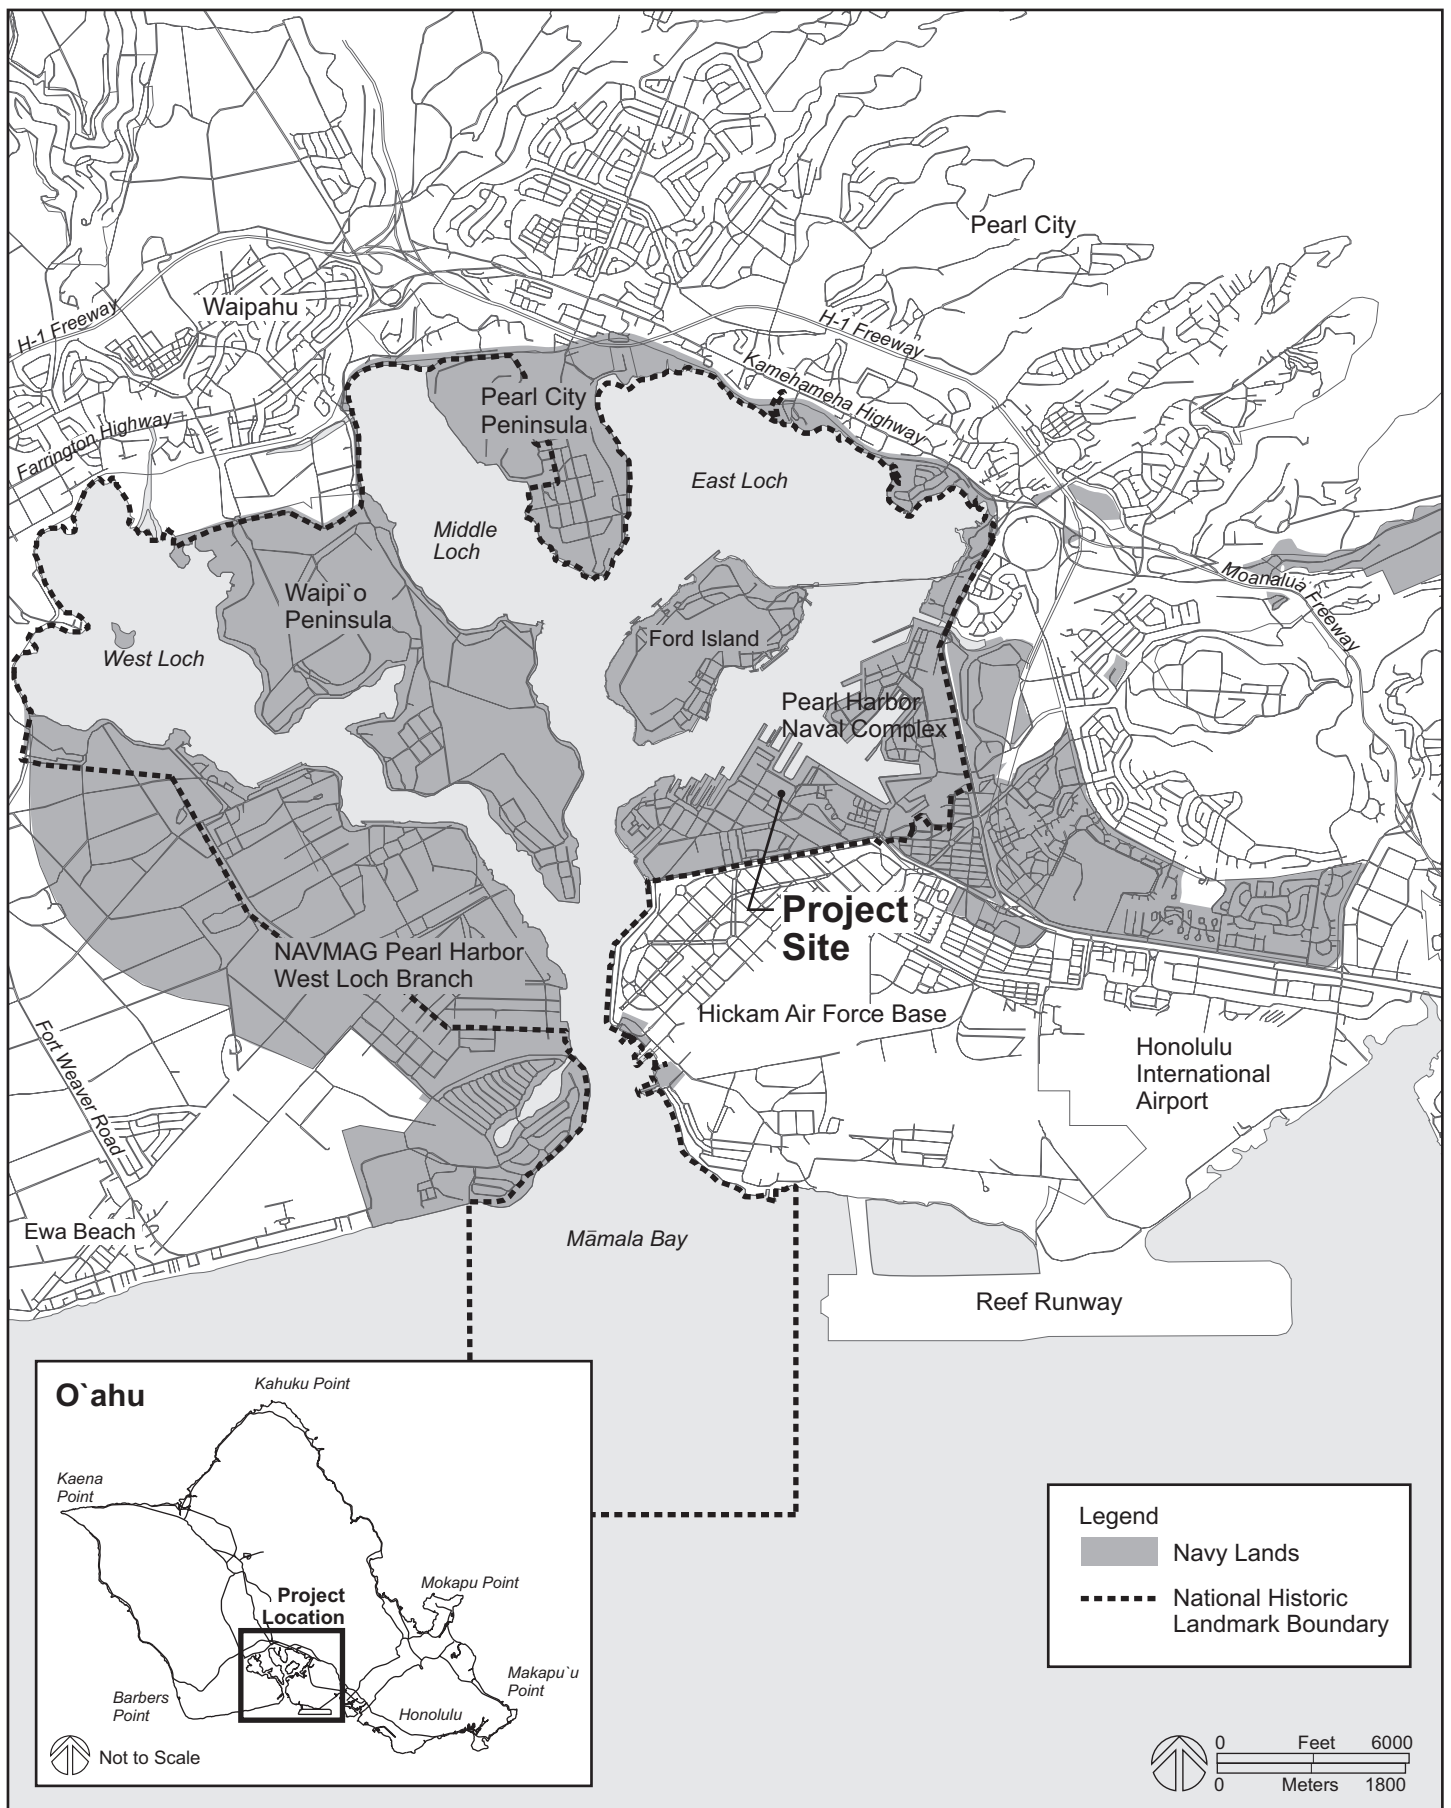 Pearl City
H-1 Freeway
Waipahu
H-1 Freeway
Kamehameha Highway
Pearl City
Peninsula
Farrington Highway
East Loch
Middle
Loch
Moanalua Freeway
Waipi`o
Peninsula
Ford Island
West Loch
Pearl Harbor
Naval Complex
Project
Site
NAVMAG Pearl Harbor
West Loch Branch
Hickam Air Force Base
Fort Weaver Road
Honolulu
International
Airport
Ewa Beach
Māmala Bay
Reef Runway
O`ahu
Kahuku Point
Kaena
Point
Mokapu Point
Project
Location
Makapu`u
Point
Barbers
Point
Honolulu
Not to Scale
Legend
Navy Lands
National Historic
Landmark Boundary
0 Feet 6000
0 Meters 1800